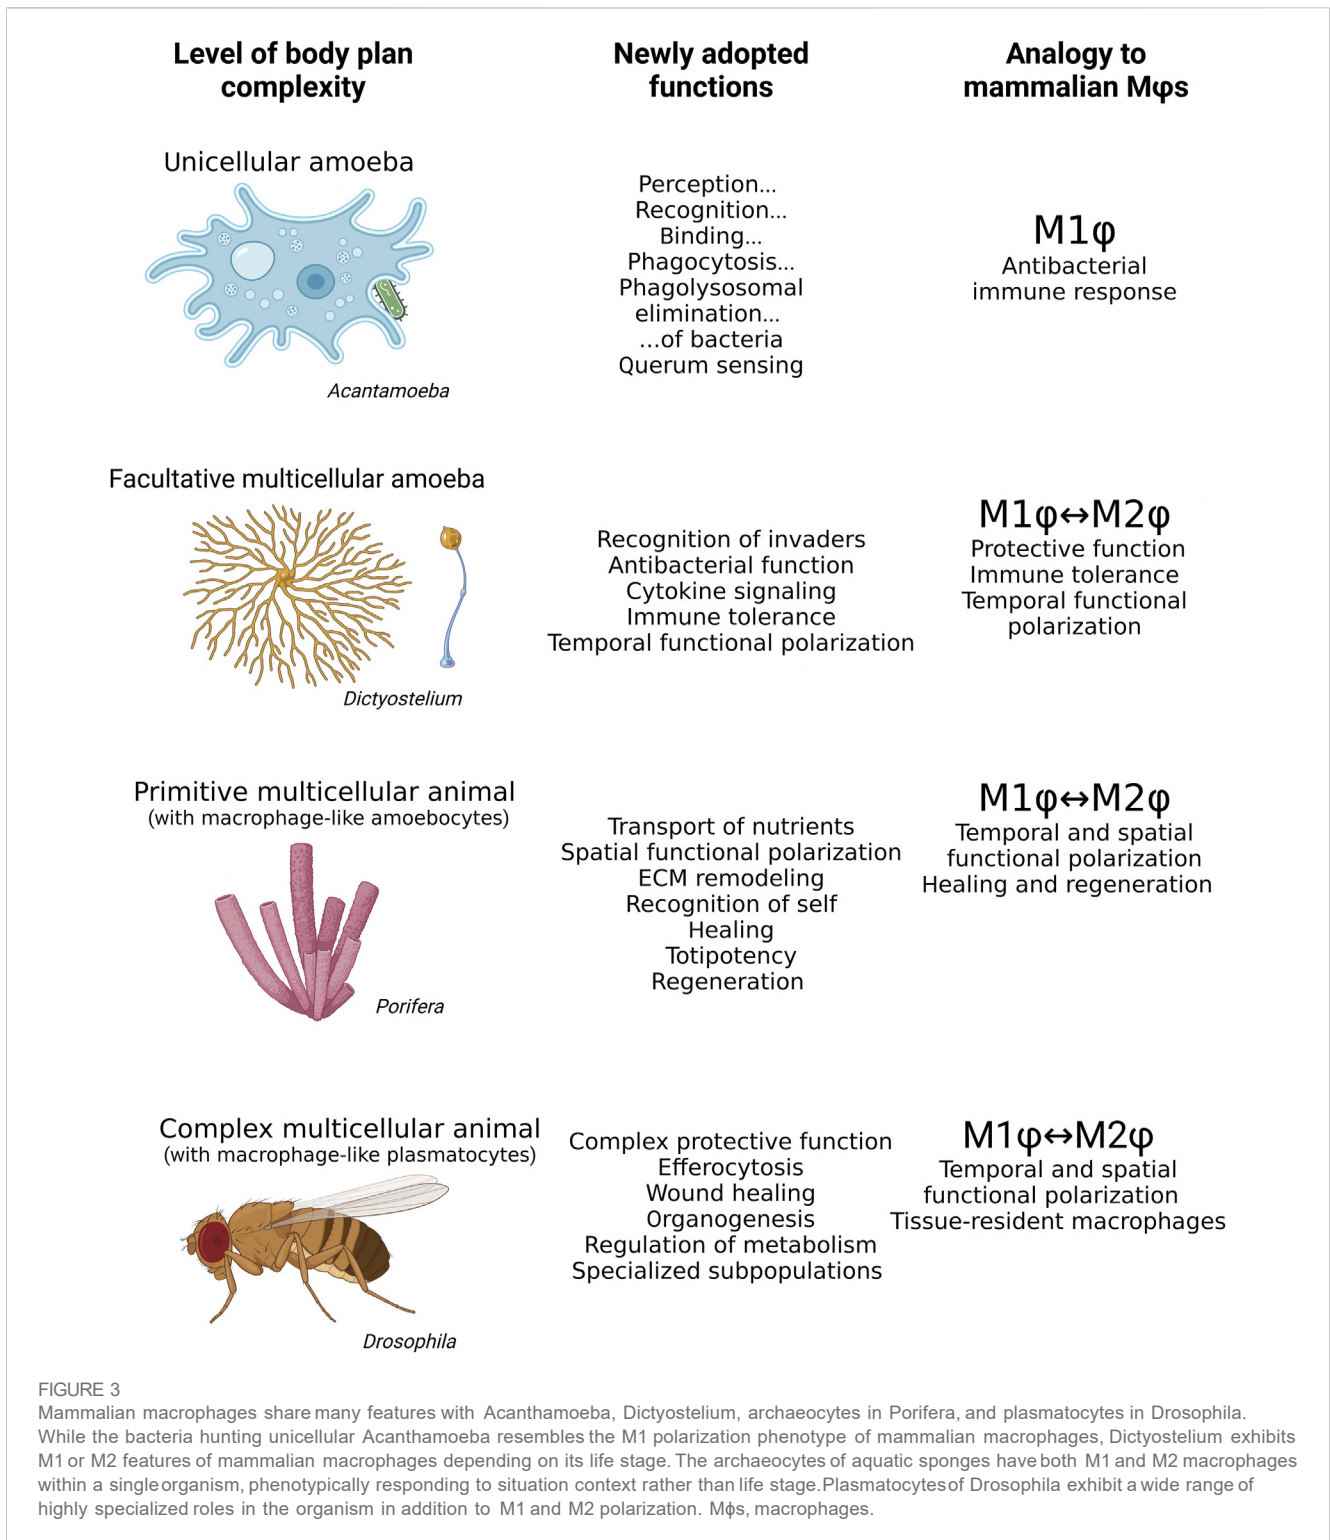 Level of body plan
complexity
Newly adopted
functions
Analogy to
mammalian Mφs
Unicellular amoeba
Acantamoeba
Perception...
Recognition...
Binding...
Phagocytosis...
Phagolysosomal
elimination...
...of bacteria
Querum sensing
M1φ
Antibacterial
immune response
Facultative multicellular amoeba
Dictyostelium
Recognition of invaders
Antibacterial function
Cytokine signaling
Immune tolerance
Temporal functional polarization
M1φ↔M2φ
Protective function
Immune tolerance
Temporal functional
polarization
Primitive multicellular animal
(with macrophage-like amoebocytes)
Porifera
Transport of nutrients
Spatial functional polarization
ECM remodeling
Recognition of self
Healing
Totipotency
Regeneration
M1φ↔M2φ
Temporal and spatial
functional polarization
Healing and regeneration
Complex multicellular animal
(with macrophage-like plasmatocytes)
Drosophila
Complex protective function
Efferocytosis
Wound healing
Organogenesis
Regulation of metabolism
Specialized subpopulations
M1φ↔M2φ
Temporal and spatial
functional polarization
Tissue-resident macrophages
FIGURE 3
Mammalian macrophages share many features with Acanthamoeba, Dictyostelium, archaeocytes in Porifera, and plasmatocytes in Drosophila.
While the bacteria hunting unicellular Acanthamoeba resembles the M1 polarization phenotype of mammalian macrophages, Dictyostelium exhibits
M1 or M2 features of mammalian macrophages depending on its life stage. The archaeocytes of aquatic sponges have both M1 and M2 macrophages
within a single organism, phenotypically responding to situation context rather than life stage. Plasmatocytes of Drosophila exhibit a wide range of
highly specialized roles in the organism in addition to M1 and M2 polarization. Mϕs, macrophages.